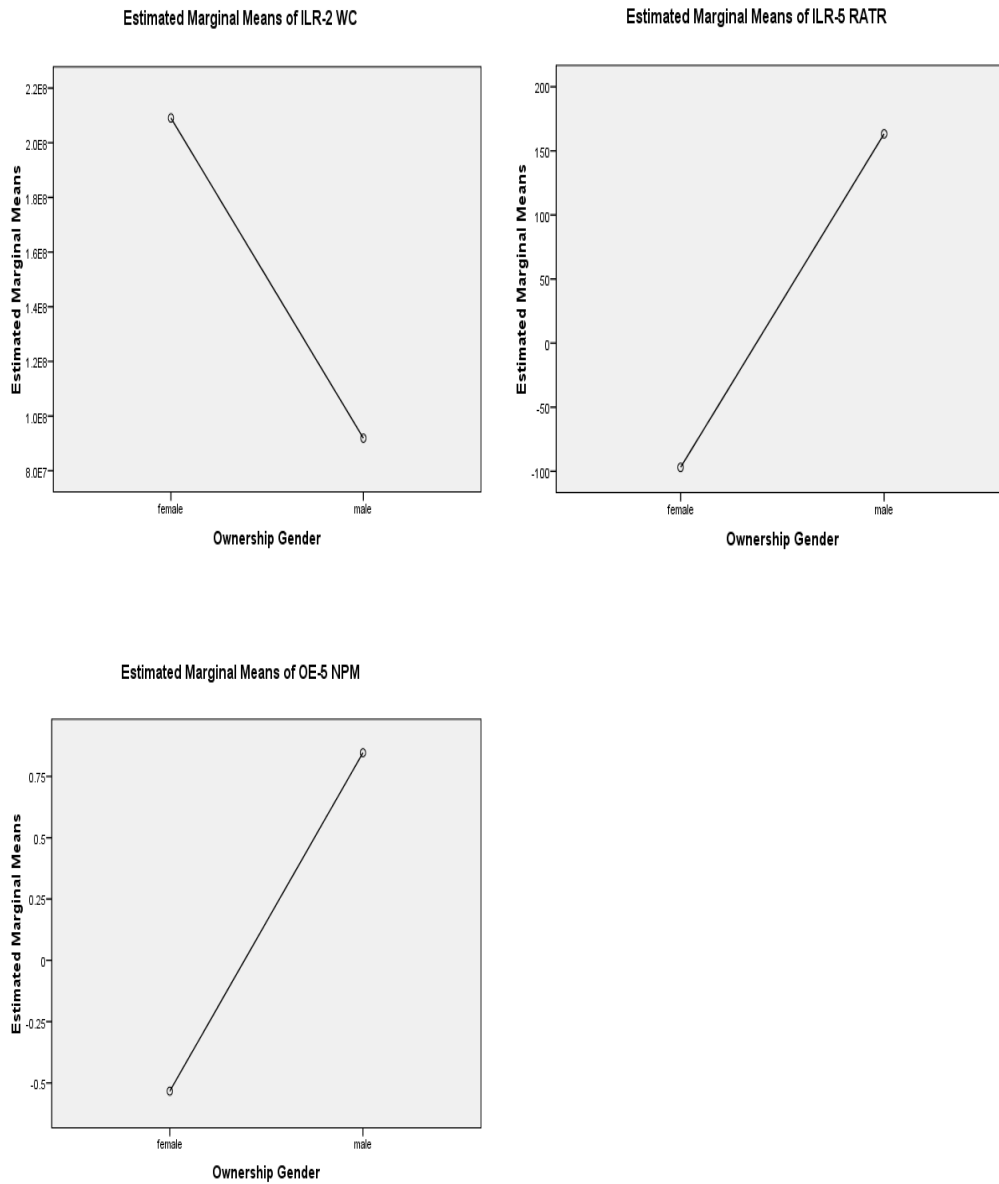 Estimated Marginal Means of ILR-2 WC
Estimated Marginal Means
2.2E8
2.0E8
1.8E8
1.6E8
1.4E8
1.2E8
1.0E8
8.0E7
female
male
Ownership Gender
Estimated Marginal Means of ILR-5 RATR
Estimated Marginal Means
200
150
100
50
0
-50
-100
female
male
Ownership Gender
Estimated Marginal Means of OE-5 NPM
Estimated Marginal Means
0.75
0.5
0.25
0
-0.25
-0.5
female
male
Ownership Gender